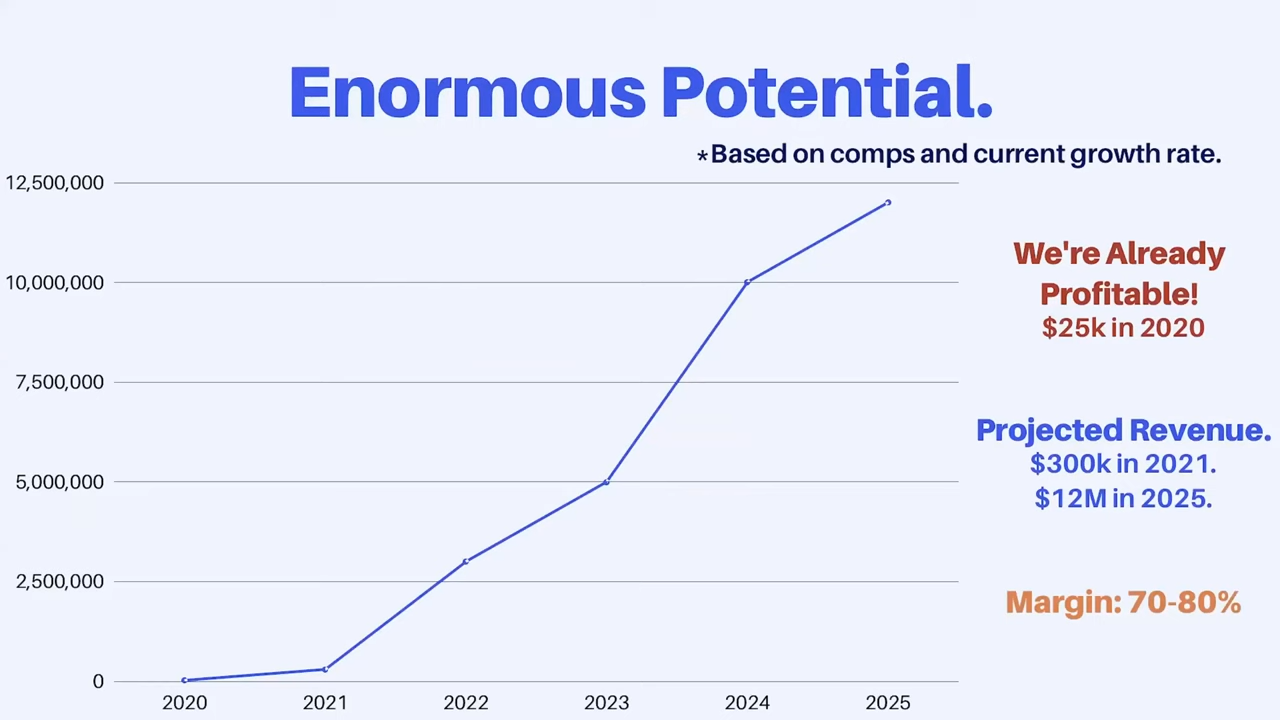 Enormous Potential.
*Based on comps and current growth rate.
12,500,000
10,000,000
7,500,000
5,000,000
2,500,000
0
2020
2021
2022
2023
2024
2025
We're Already
Profitable!
$25k in 2020
Projected Revenue.
$300k in 2021.
$12M in 2025.
Margin: 70-80%